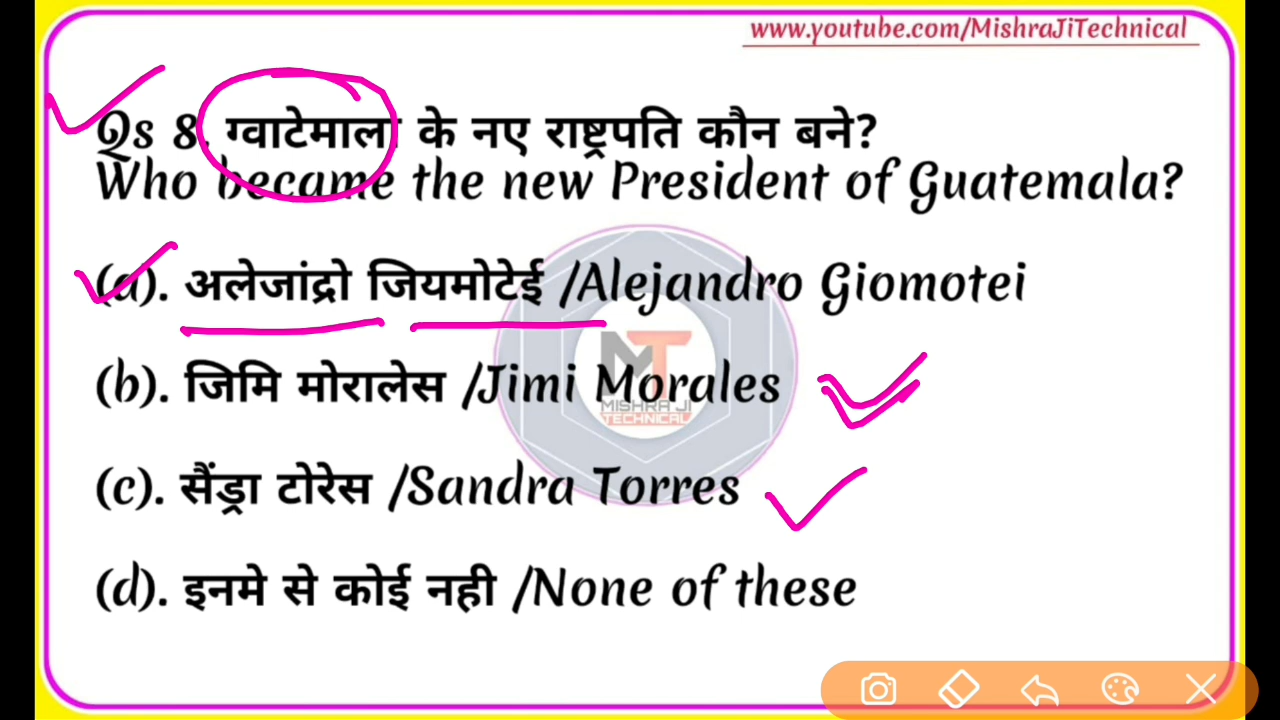 www.youtube.com/MishraJiTechnical
Qs 8. ग्वाटेमाला के नए राष्ट्रपति कौन बने?
Who became the new President of Guatemala?
(a). अलेजांद्रो जियमोटेई /Alejandro Giomotei
(b). जिमि मोरालेस /Jimi Morales
MT
MISHRA JI
TECHNICAL
(c). सैंड्रा टोरेस /Sandra Torres
(d). इनमे से कोई नही /None of these